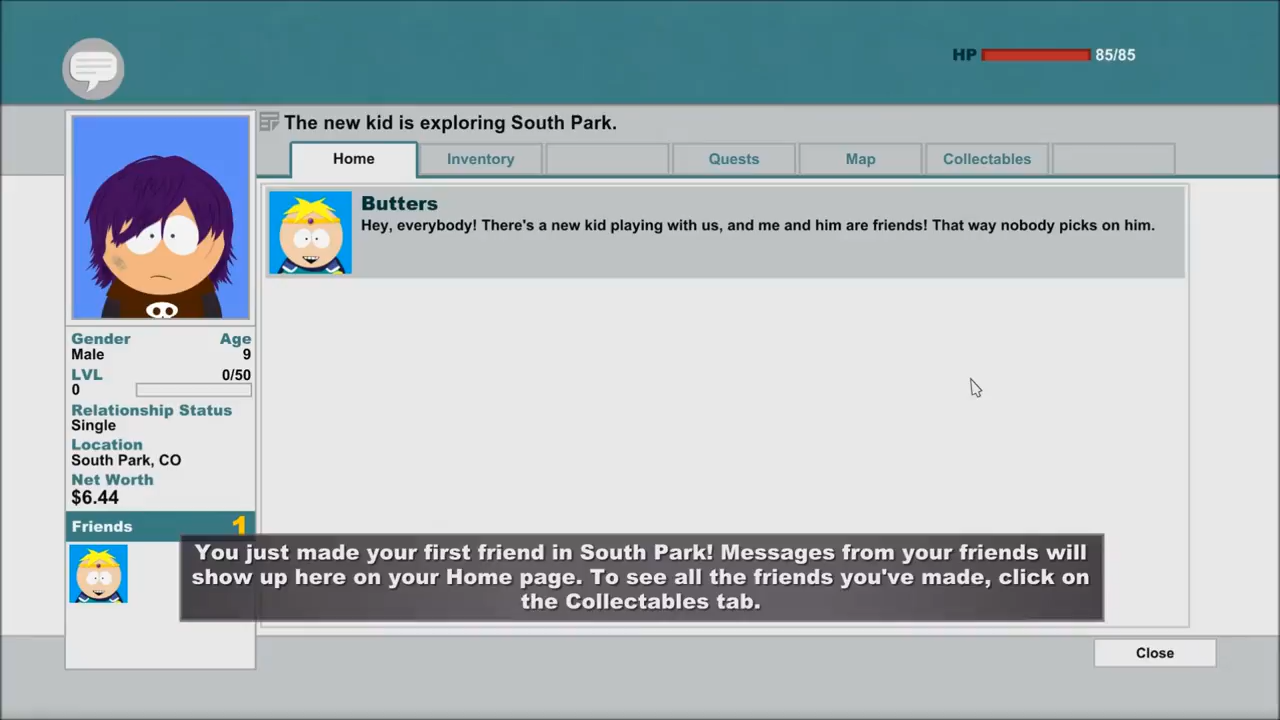 HP 85/85
The new kid is exploring South Park.
Home Inventory Quests Map Collectables
Butters
Hey, everybody! There's a new kid playing with us, and me and him are friends! That way nobody picks on him.
Gender Age
Male 9
LVL 0/50
0
Relationship Status
Single
Location
South Park, CO
Net Worth
$6.44
Friends 1
You just made your first friend in South Park! Messages from your friends will
show up here on your Home page. To see all the friends you've made, click on
the Collectables tab.
Close